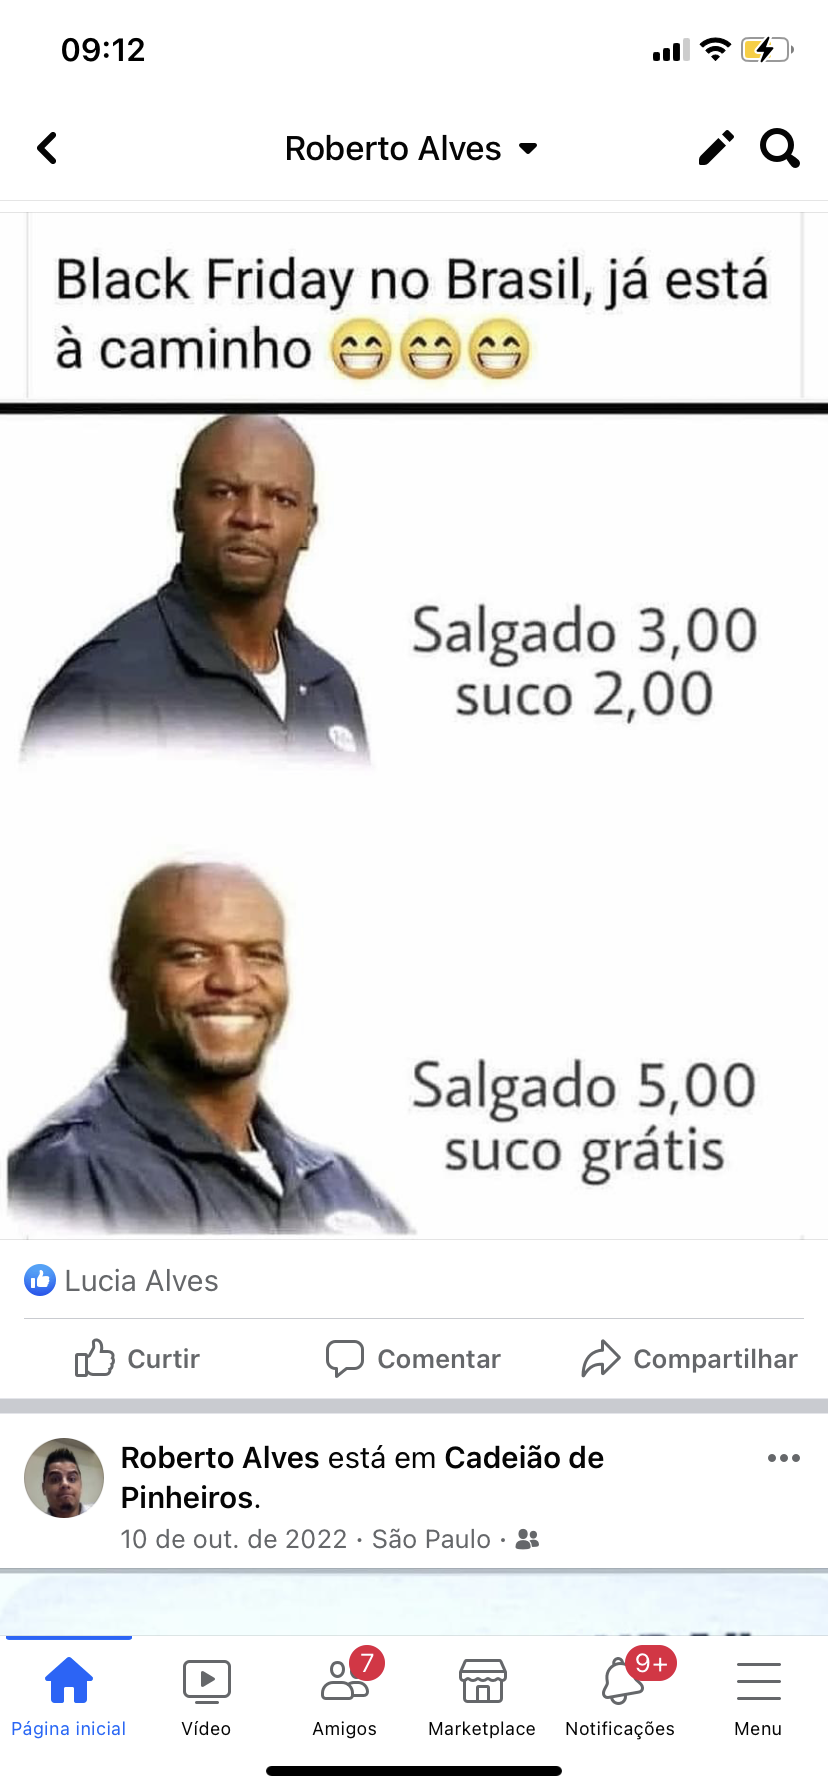 09:12
Roberto Alves
Black Friday no Brasil, já está
à caminho 😁😁😁
Salgado 3,00
suco 2,00
Salgado 5,00
suco grátis
Lucia Alves
Curtir
Comentar
Compartilhar
Roberto Alves está em Cadeião de
Pinheiros.
10 de out. de 2022 · São Paulo ·
7
9+
Página inicial
Vídeo
Amigos
Marketplace
Notificações
Menu